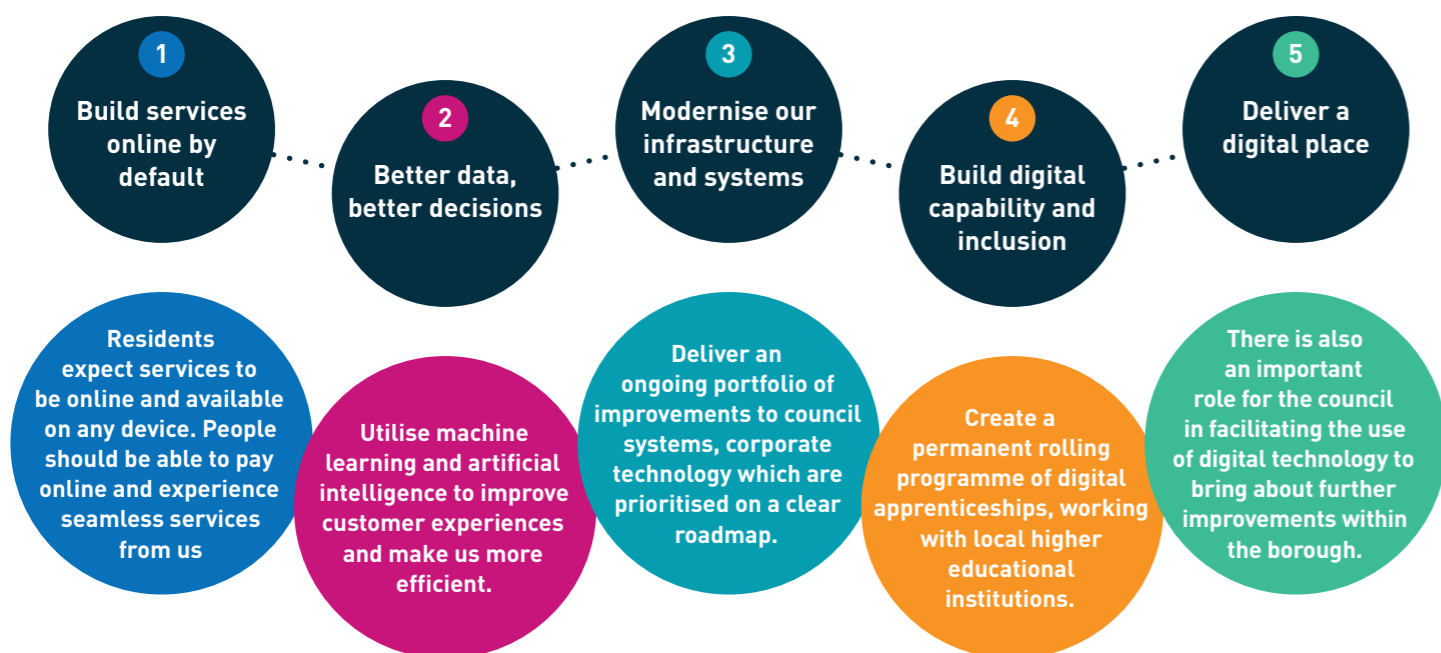 1
Build services
online by
default
2
Better data,
better decisions
3
Modernise our
infrastructure
and systems
4
Build digital
capability and
inclusion
5
Deliver a
digital place
Residents
expect services to
be online and available
on any device. People
should be able to pay
online and experience
seamless services
from us
Utilise machine
learning and artificial
intelligence to improve
customer experiences
and make us more
efficient.
Deliver an
ongoing portfolio of
improvements to council
systems, corporate
technology which are
prioritised on a clear
roadmap.
Create a
permanent rolling
programme of digital
apprenticeships, working
with local higher
educational
institutions.
There is also
an important
role for the council
in facilitating the use
of digital technology to
bring about further
improvements within
the borough.